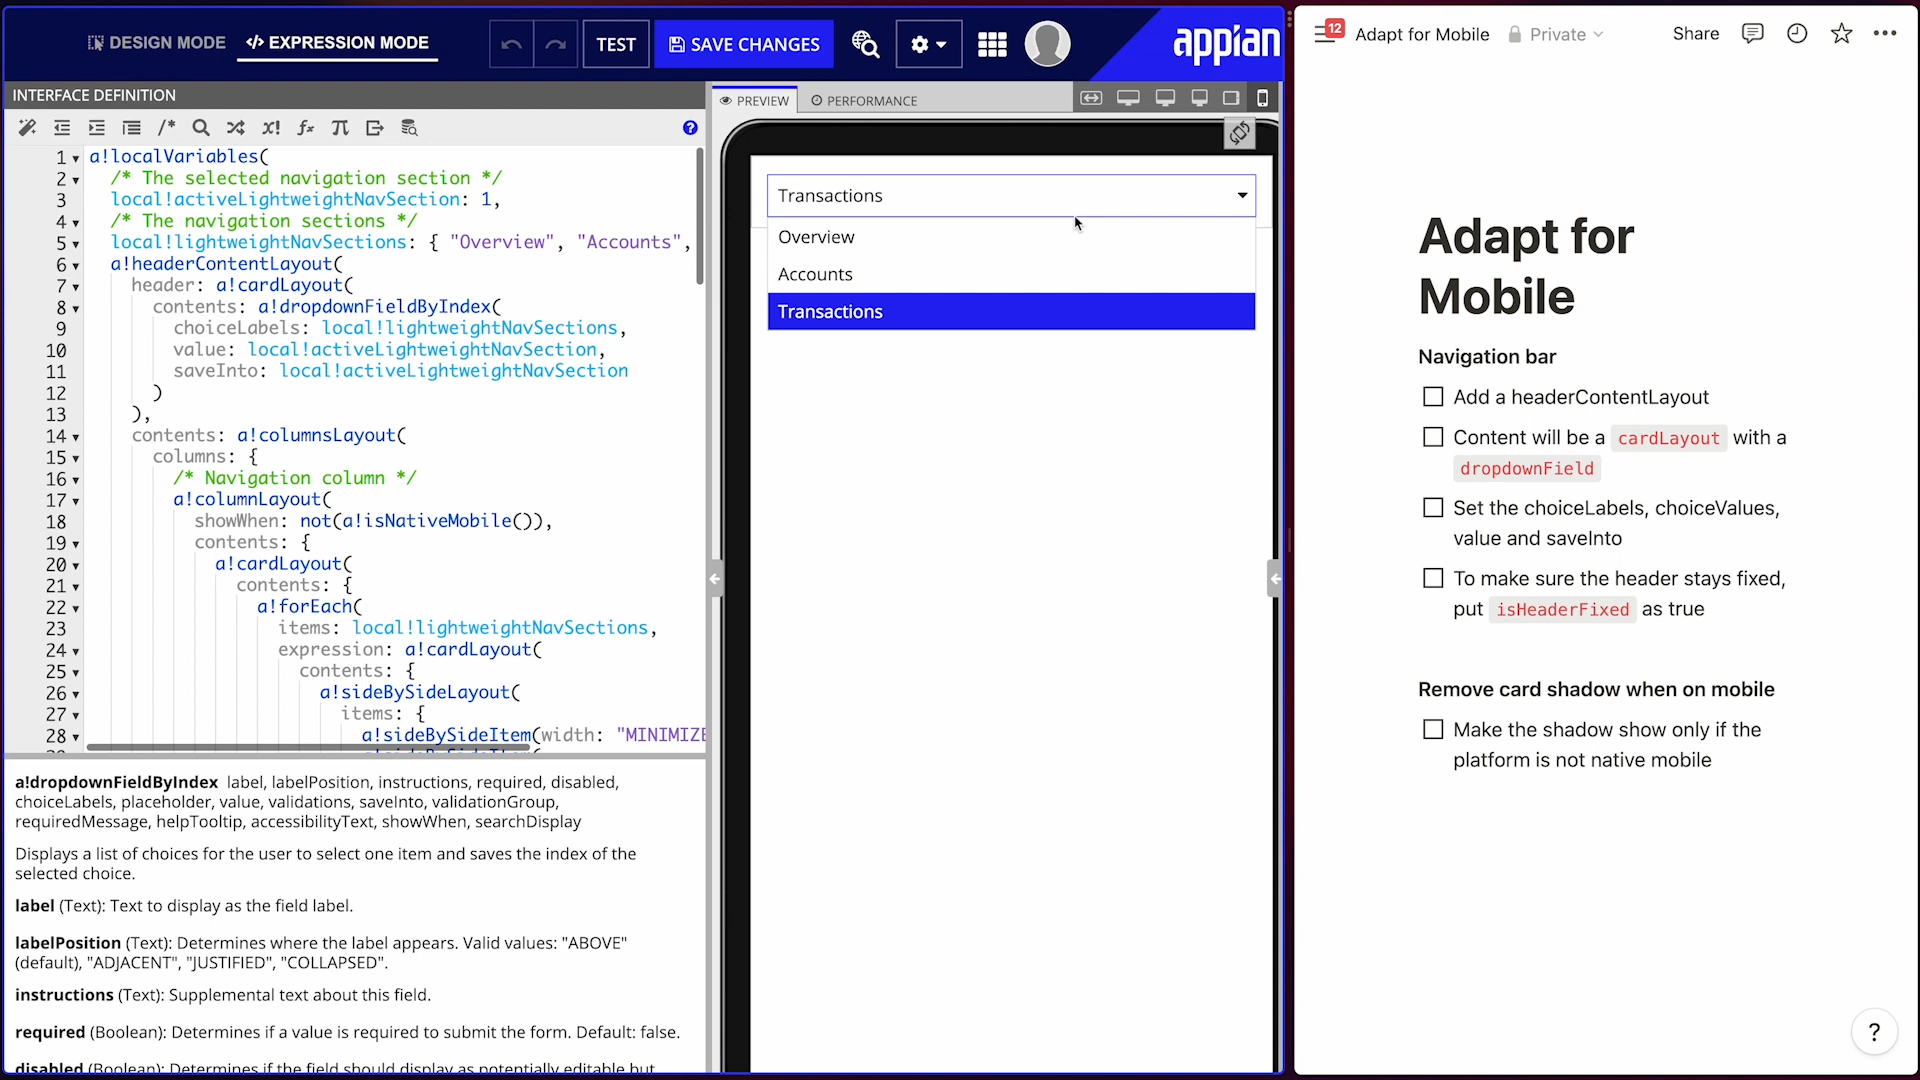 DESIGN MODE
</> EXPRESSION MODE
TEST
SAVE CHANGES
appian
INTERFACE DEFINITION
/*
x!
PREVIEW
PERFORMANCE
1 a!localVariables(
2 /* The selected navigation section */
3 local!activeLightweightNavSection: 1,
4 /* The navigation sections */
5 local!lightweightNavSections: { "Overview", "Accounts",
6 a!headerContentLayout(
7 header: a!cardLayout(
8 contents: a!dropdownFieldByIndex(
9 choiceLabels: local!lightweightNavSections,
10 value: local!activeLightweightNavSection,
11 saveInto: local!activeLightweightNavSection
12 )
13 ),
14 contents: a!columnsLayout(
15 columns: {
16 /* Navigation column */
17 a!columnLayout(
18 showWhen: not(a!isNativeMobile()),
19 contents: {
20 a!cardLayout(
21 contents: {
22 a!forEach(
23 items: local!lightweightNavSections,
24 expression: a!cardLayout(
25 contents: {
26 a!sideBySideLayout(
27 items: {
28 a!sideBySideItem(width: "MINIMIZE
a!dropdownFieldByIndex label, labelPosition, instructions, required, disabled,
choiceLabels, placeholder, value, validations, saveInto, validationGroup,
requiredMessage, helpTooltip, accessibilityText, showWhen, searchDisplay
Displays a list of choices for the user to select one item and saves the index of the
selected choice.
label (Text): Text to display as the field label.
labelPosition (Text): Determines where the label appears. Valid values: "ABOVE"
(default), "ADJACENT", "JUSTIFIED", "COLLAPSED".
instructions (Text): Supplemental text about this field.
required (Boolean): Determines if a value is required to submit the form. Default: false.
disabled (Boolean): Determines if the field should display as potentially editable but
Transactions
Overview
Accounts
Transactions
12
Adapt for Mobile
Private
Share
Adapt for
Mobile
Navigation bar
Add a headerContentLayout
Content will be a cardLayout with a
dropdownField
Set the choiceLabels, choiceValues,
value and saveInto
To make sure the header stays fixed,
put isHeaderFixed as true
Remove card shadow when on mobile
Make the shadow show only if the
platform is not native mobile
?